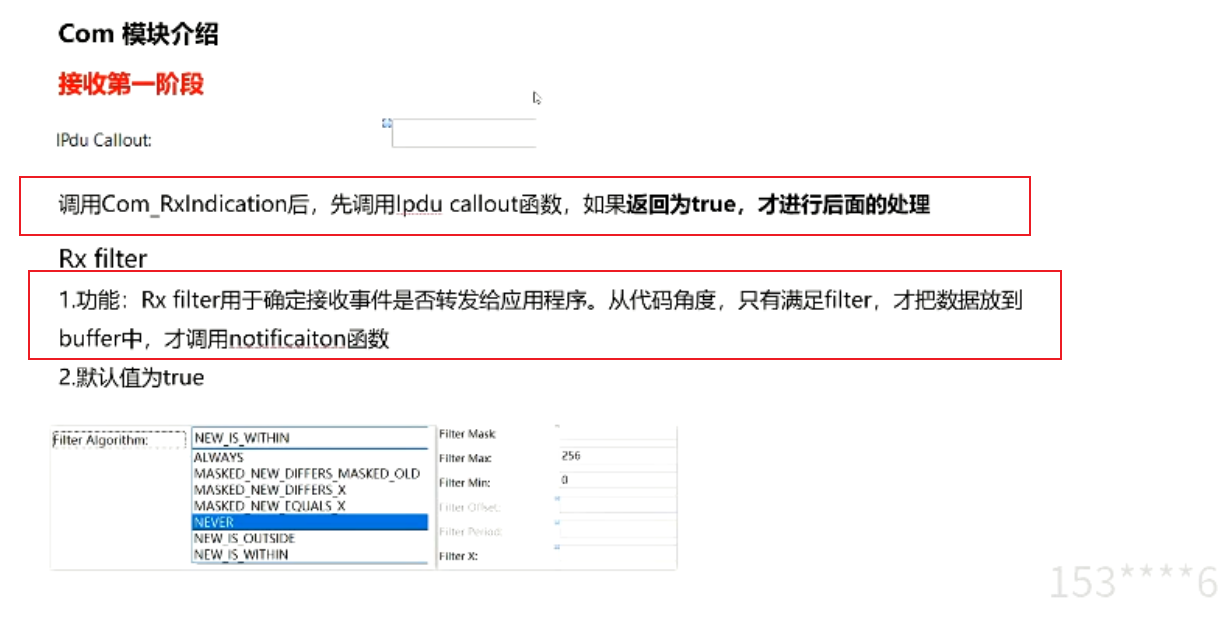 Com 模块介绍
接收第一阶段
IPdu Callout:
调用Com_RxIndication后，先调用Ipdu callout函数，如果返回为true，才进行后面的处理
Rx filter
1.功能：Rx filter用于确定接收事件是否转发给应用程序。从代码角度，只有满足filter，才把数据放到
buffer中，才调用notificaiton函数
2.默认值为true
Filter Algorithm:
NEW_IS_WITHIN
ALWAYS
MASKED_NEW_DIFFERS_MASKED_OLD
MASKED_NEW_DIFFERS_X
MASKED_NEW_EQUALS_X
NEVER
NEW_IS_OUTSIDE
NEW_IS_WITHIN
Filter Mask:
Filter Max: 256
Filter Min: 0
Filter Offset:
Filter Period:
Filter X:
153****6